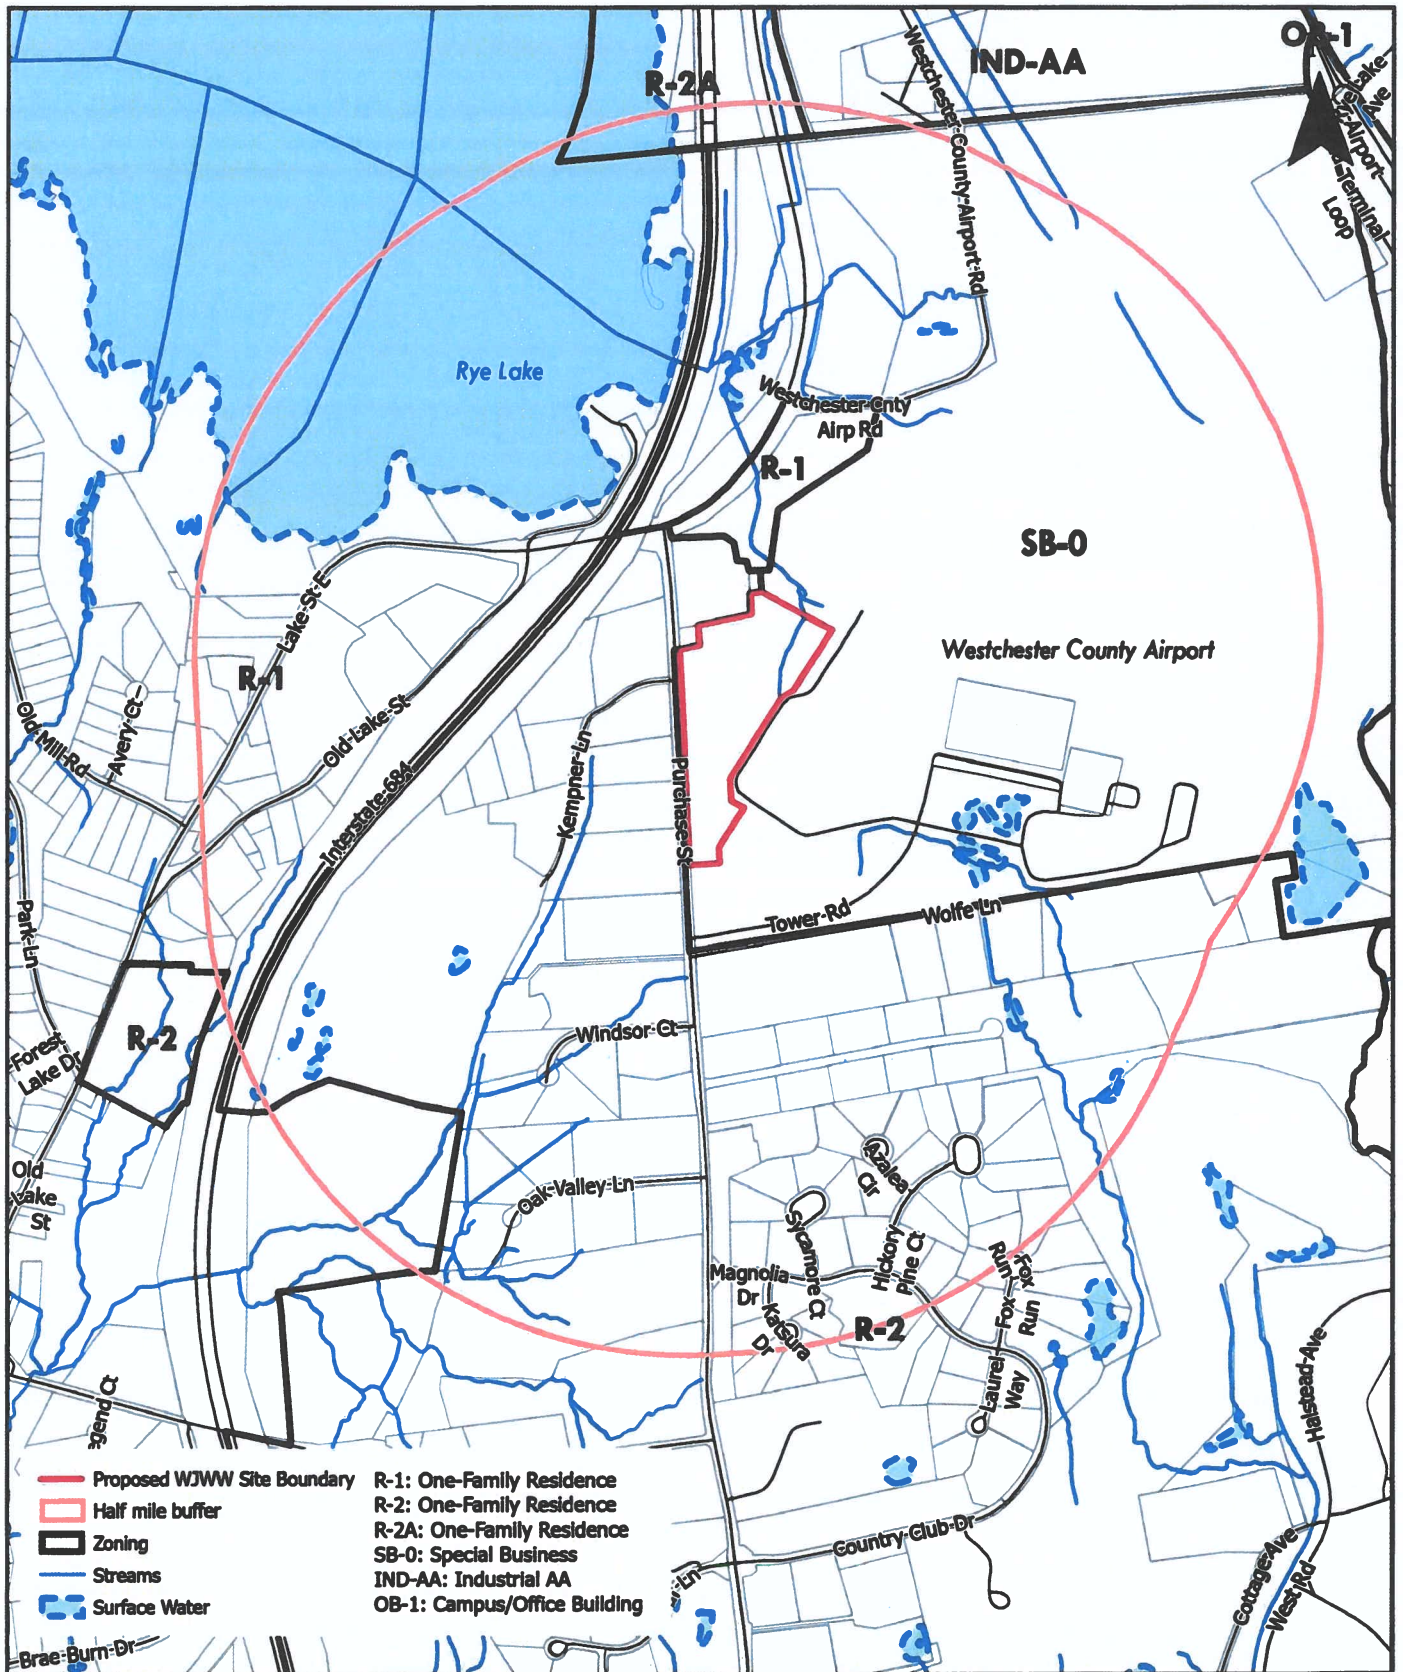 OB-1
IND-AA
R-2A
Westchester-County-Airport-Rd
Airport-
Terminal
Loop
Ave
Rye Lake
Westchester-Cnty
Airp Rd
R-1
SB-0
Westchester County Airport
Lake-St-E
R-1
Old-Lake-St
Avery-Ct
Old-Mill-Rd
Interstate-684
Kempner-Ln
Purchase-St
Park-Ln
Tower-Rd
Wolfe-Ln
R-2
Forest-
Lake Dr
Windsor-Ct
Old
Lake
St
Oak-Valley-Ln
Azalea
Cir
Sycamore Ct
Hickory
Pine Ct
Magnolia
Dr
Katsura
Dr
R-2
Fox
Run
Fox
Run
Laurel
Way
Halstead-Ave
Country-Club-Dr
Cottage-Ave
West-Rd
Brae-Burn-Dr
Proposed WJWW Site Boundary
Half mile buffer
Zoning
Streams
Surface Water
R-1: One-Family Residence
R-2: One-Family Residence
R-2A: One-Family Residence
SB-0: Special Business
IND-AA: Industrial AA
OB-1: Campus/Office Building